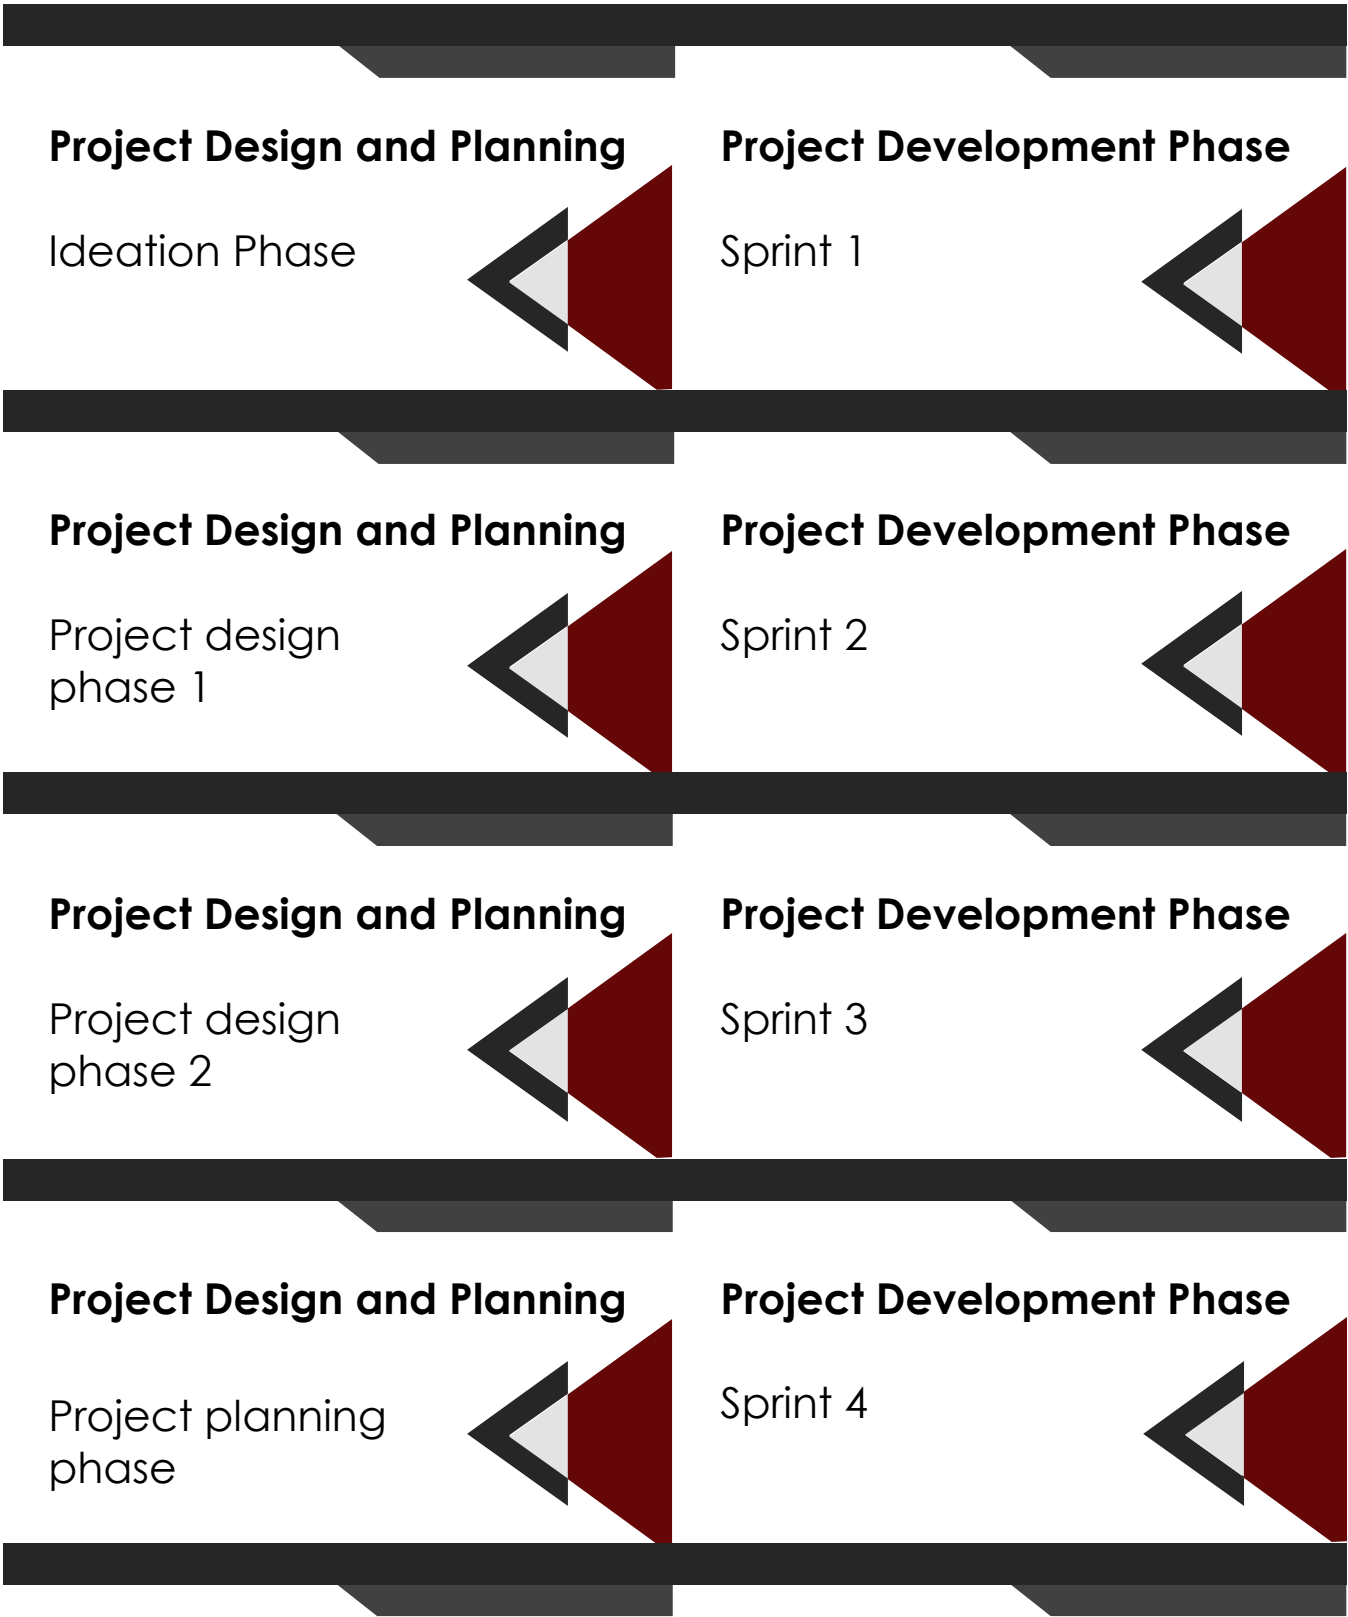 Project Design and Planning
Ideation Phase
Project Development Phase
Sprint 1
Project Design and Planning
Project design
phase 1
Project Development Phase
Sprint 2
Project Design and Planning
Project design
phase 2
Project Development Phase
Sprint 3
Project Design and Planning
Project planning
phase
Project Development Phase
Sprint 4